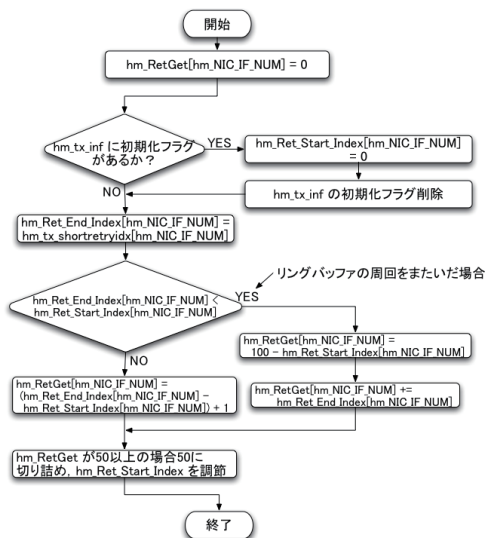 開始
hm_RetGet[hm_NIC_IF_NUM] = 0
hm_tx_inf に初期化フラグ
があるか？
YES
hm_Ret_Start_Index[hm_NIC_IF_NUM]
= 0
NO
hm_tx_inf の初期化フラグ削除
hm_Ret_End_Index[hm_NIC_IF_NUM] =
hm_tx_shortretryidx[hm_NIC_IF_NUM]
リングバッファの周回をまたいだ場合
hm_Ret_End_Index[hm_NIC_IF_NUM] <
hm_Ret_Start_Index[hm_NIC_IF_NUM]
YES
NO
hm_RetGet[hm_NIC_IF_NUM] =
100 - hm_Ret_Start_Index[hm_NIC_IF_NUM]
hm_RetGet[hm_NIC_IF_NUM] =
(hm_Ret_End_Index[hm_NIC_IF_NUM] -
hm_Ret_Start_Index[hm_NIC_IF_NUM]) + 1
hm_RetGet[hm_NIC_IF_NUM] +=
hm_Ret_End_Index[hm_NIC_IF_NUM]
hm_RetGet が50以上の場合50に
切り詰め，hm_Ret_Start_Index を調節
終了